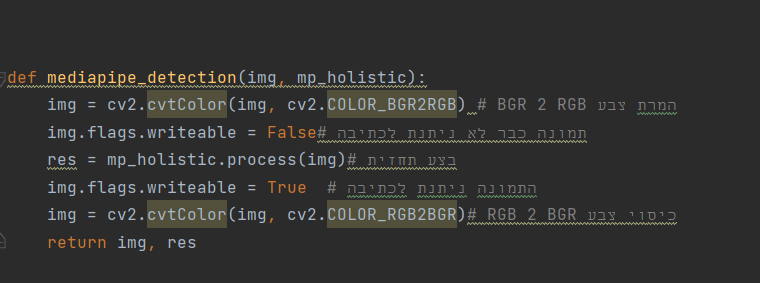 def mediapipe_detection(img, mp_holistic):
    img = cv2.cvtColor(img, cv2.COLOR_BGR2RGB) # BGR 2 RGB המרת צבע
    img.flags.writeable = False# תמונה כבר לא ניתנת לכתיבה
    res = mp_holistic.process(img)# בצע תחזית
    img.flags.writeable = True  # התמונה ניתנת לכתיבה
    img = cv2.cvtColor(img, cv2.COLOR_RGB2BGR)# RGB 2 BGR כיסוי צבע
    return img, res